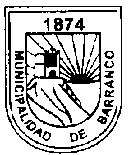 1874
MUNICIPALIDAD DE BARRANCO